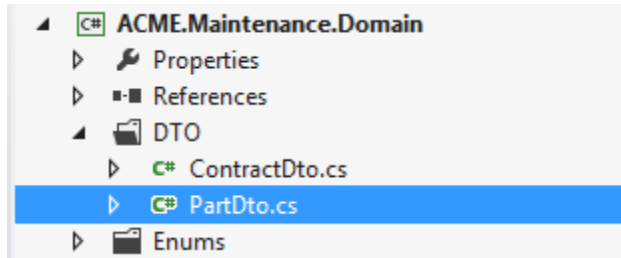 C# ACME.Maintenance.Domain
Properties
References
DTO
C# ContractDto.cs
C# PartDto.cs
Enums